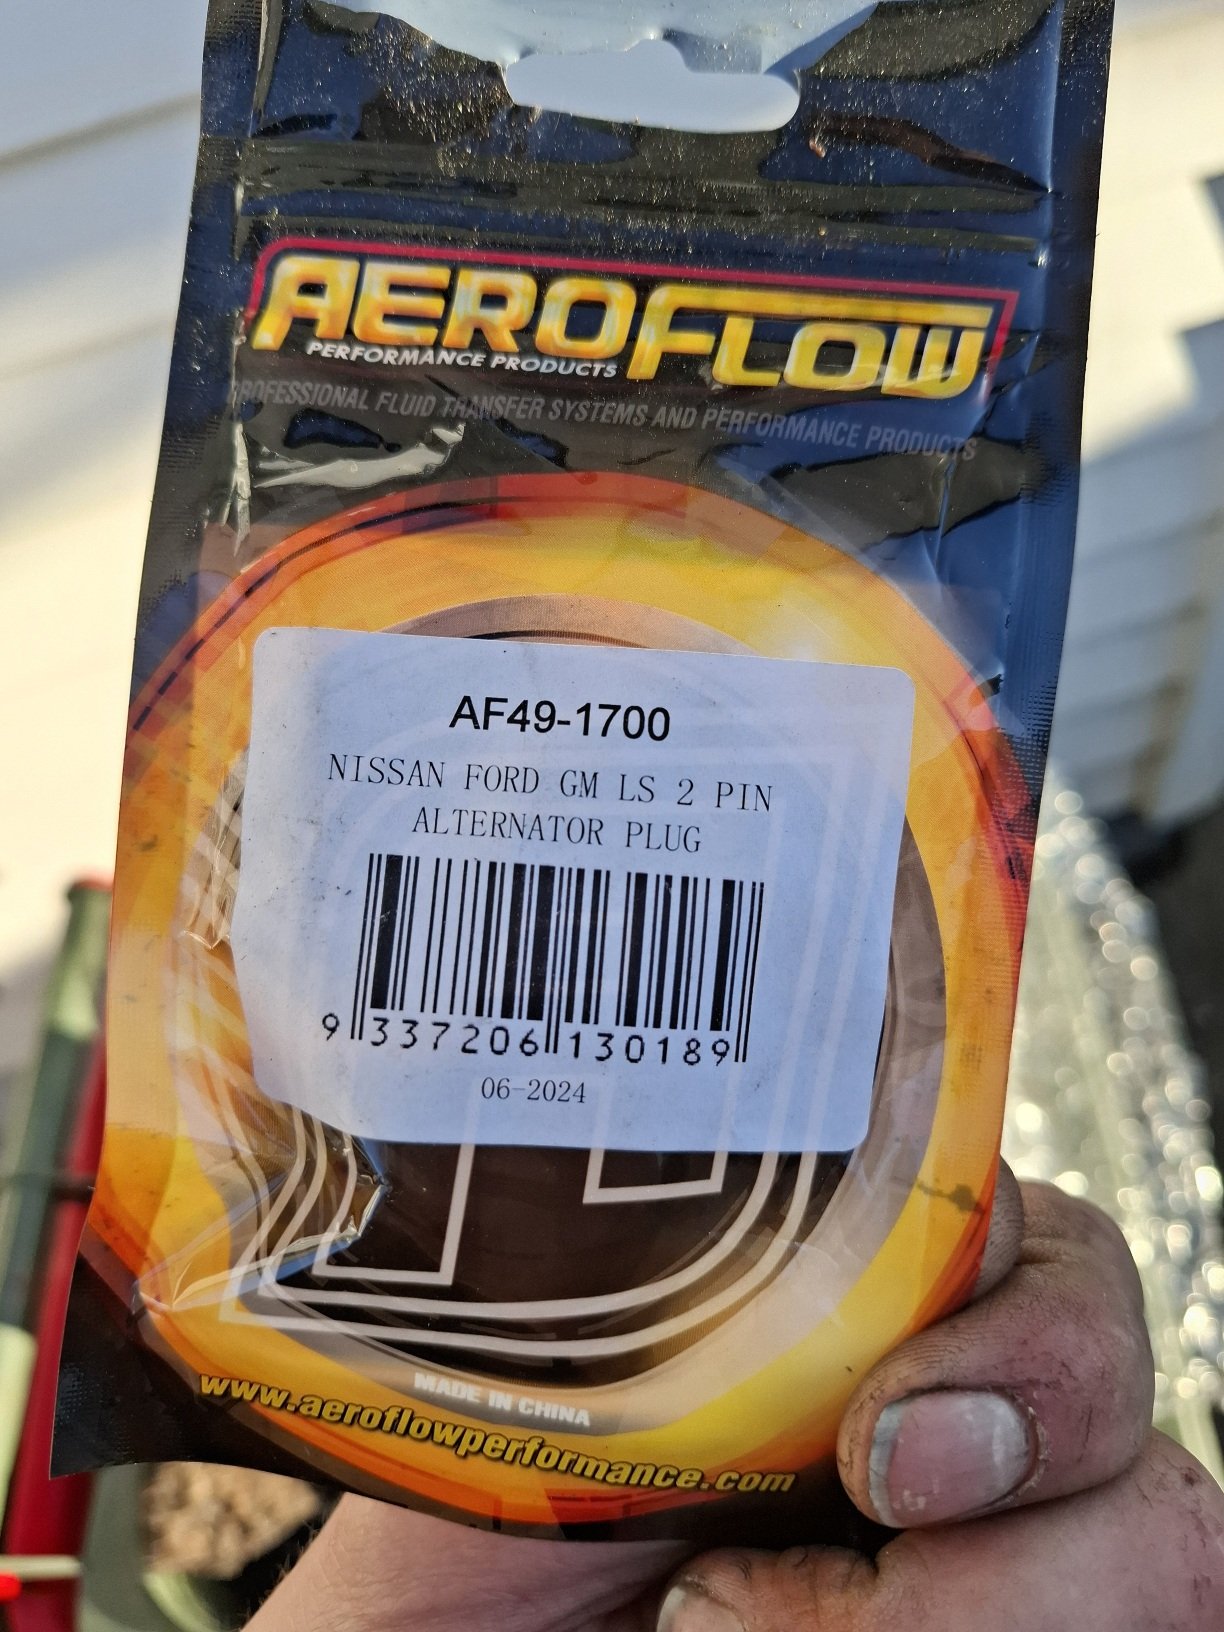 AEROFLOW
PERFORMANCE PRODUCTS
PROFESSIONAL FLUID TRANSFER SYSTEMS AND PERFORMANCE PRODUCTS
AF49-1700
NISSAN FORD GM LS 2 PIN
ALTERNATOR PLUG
9 337206 130189
06-2024
MADE IN CHINA
www.aeroflowperformance.com